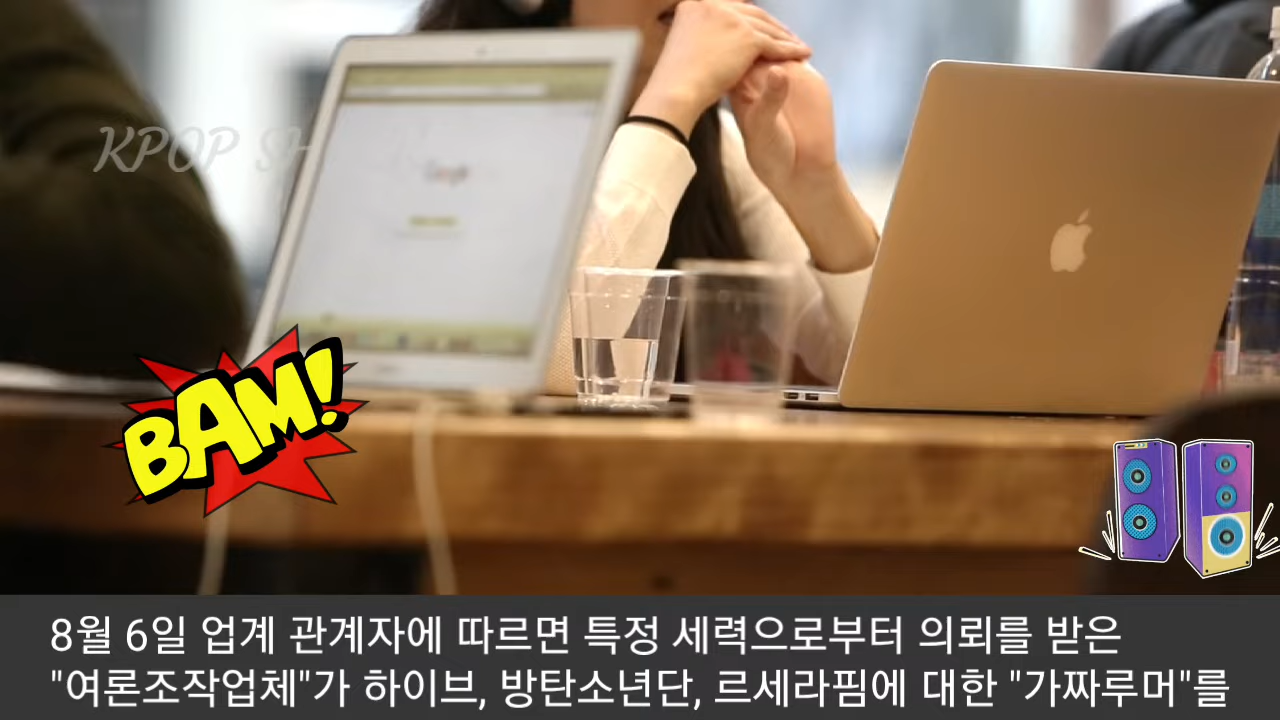 KPOP SH
Google
BAM!
8월 6일 업계 관계자에 따르면 특정 세력으로부터 의뢰를 받은
"여론조작업체"가 하이브, 방탄소년단, 르세라핌에 대한 "가짜루머"를